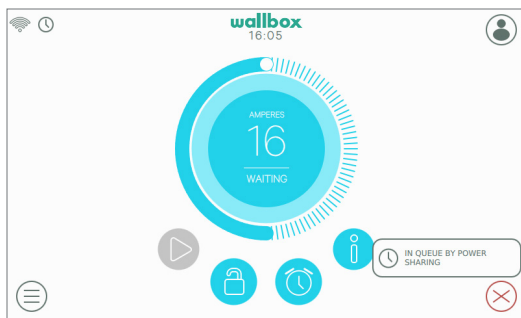 wallbox
16:05
AMPERES
16
WAITING
IN QUEUE BY POWER
SHARING